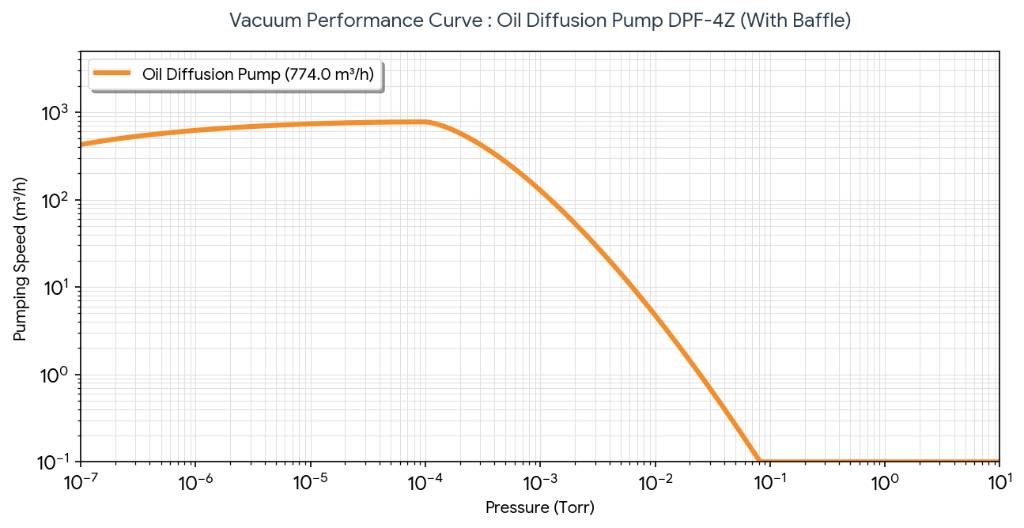 Vacuum Performance Curve : Oil Diffusion Pump DPF-4Z (With Baffle)
Oil Diffusion Pump (774.0 m³/h)
10³
10²
10¹
10⁰
10⁻¹
Pumping Speed (m³/h)
10⁻⁷ 10⁻⁶ 10⁻⁵ 10⁻⁴ 10⁻³ 10⁻² 10⁻¹ 10⁰ 10¹
Pressure (Torr)